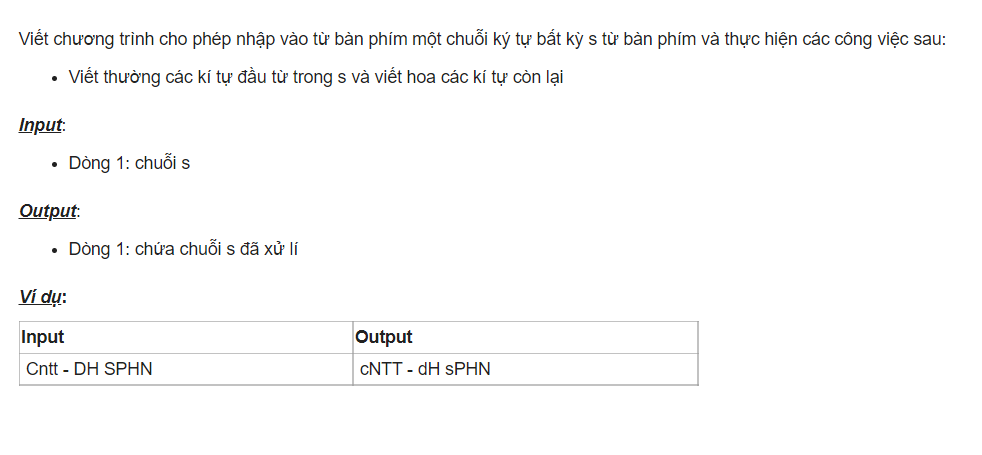 Viết chương trình cho phép nhập vào từ bàn phím một chuỗi ký tự bất kỳ s từ bàn phím và thực hiện các công việc sau:
• Viết thường các kí tự đầu từ trong s và viết hoa các kí tự còn lại
Input:
• Dòng 1: chuỗi s
Output:
• Dòng 1: chứa chuỗi s đã xử lí
Ví dụ:
Input Output
Cntt - DH SPHN cNTT - dH sPHN